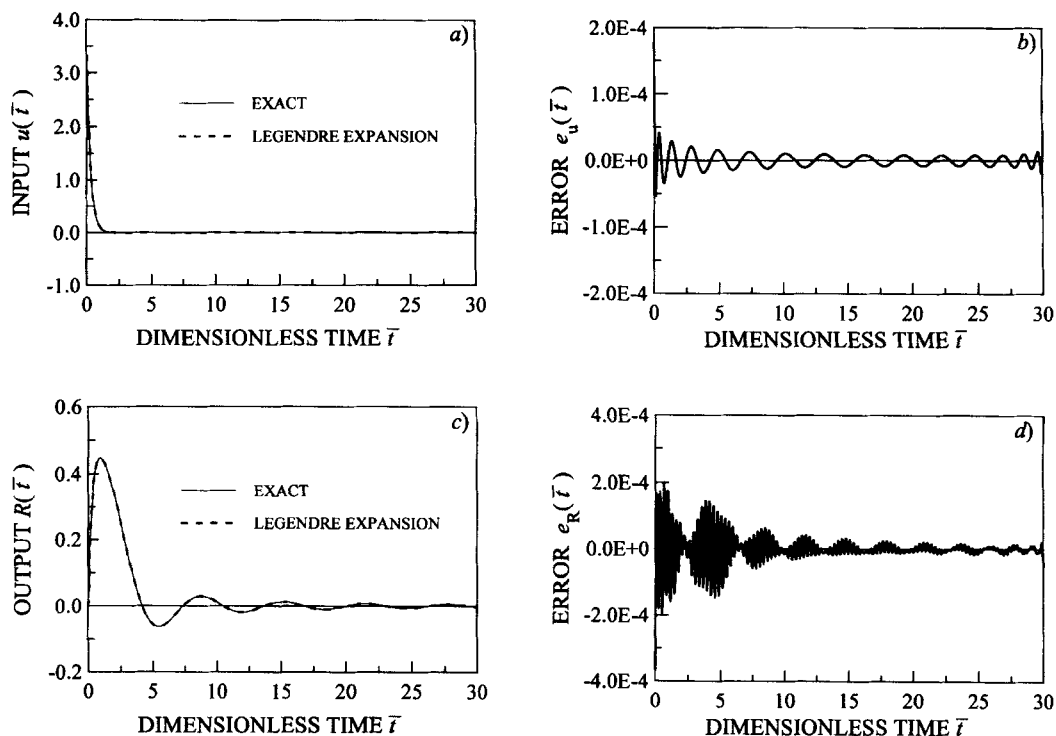 a)
4.0
3.0
2.0
1.0
0.0
-1.0
INPUT u(t̄)
EXACT
LEGENDRE EXPANSION
0 5 10 15 20 25 30
DIMENSIONLESS TIME t̄
b)
2.0E-4
1.0E-4
0.0E+0
-1.0E-4
-2.0E-4
ERROR e_u(t̄)
0 5 10 15 20 25 30
DIMENSIONLESS TIME t̄
c)
0.6
0.4
0.2
0.0
-0.2
OUTPUT R(t̄)
EXACT
LEGENDRE EXPANSION
0 5 10 15 20 25 30
DIMENSIONLESS TIME t̄
d)
4.0E-4
2.0E-4
0.0E+0
-2.0E-4
-4.0E-4
ERROR e_R(t̄)
0 5 10 15 20 25 30
DIMENSIONLESS TIME t̄